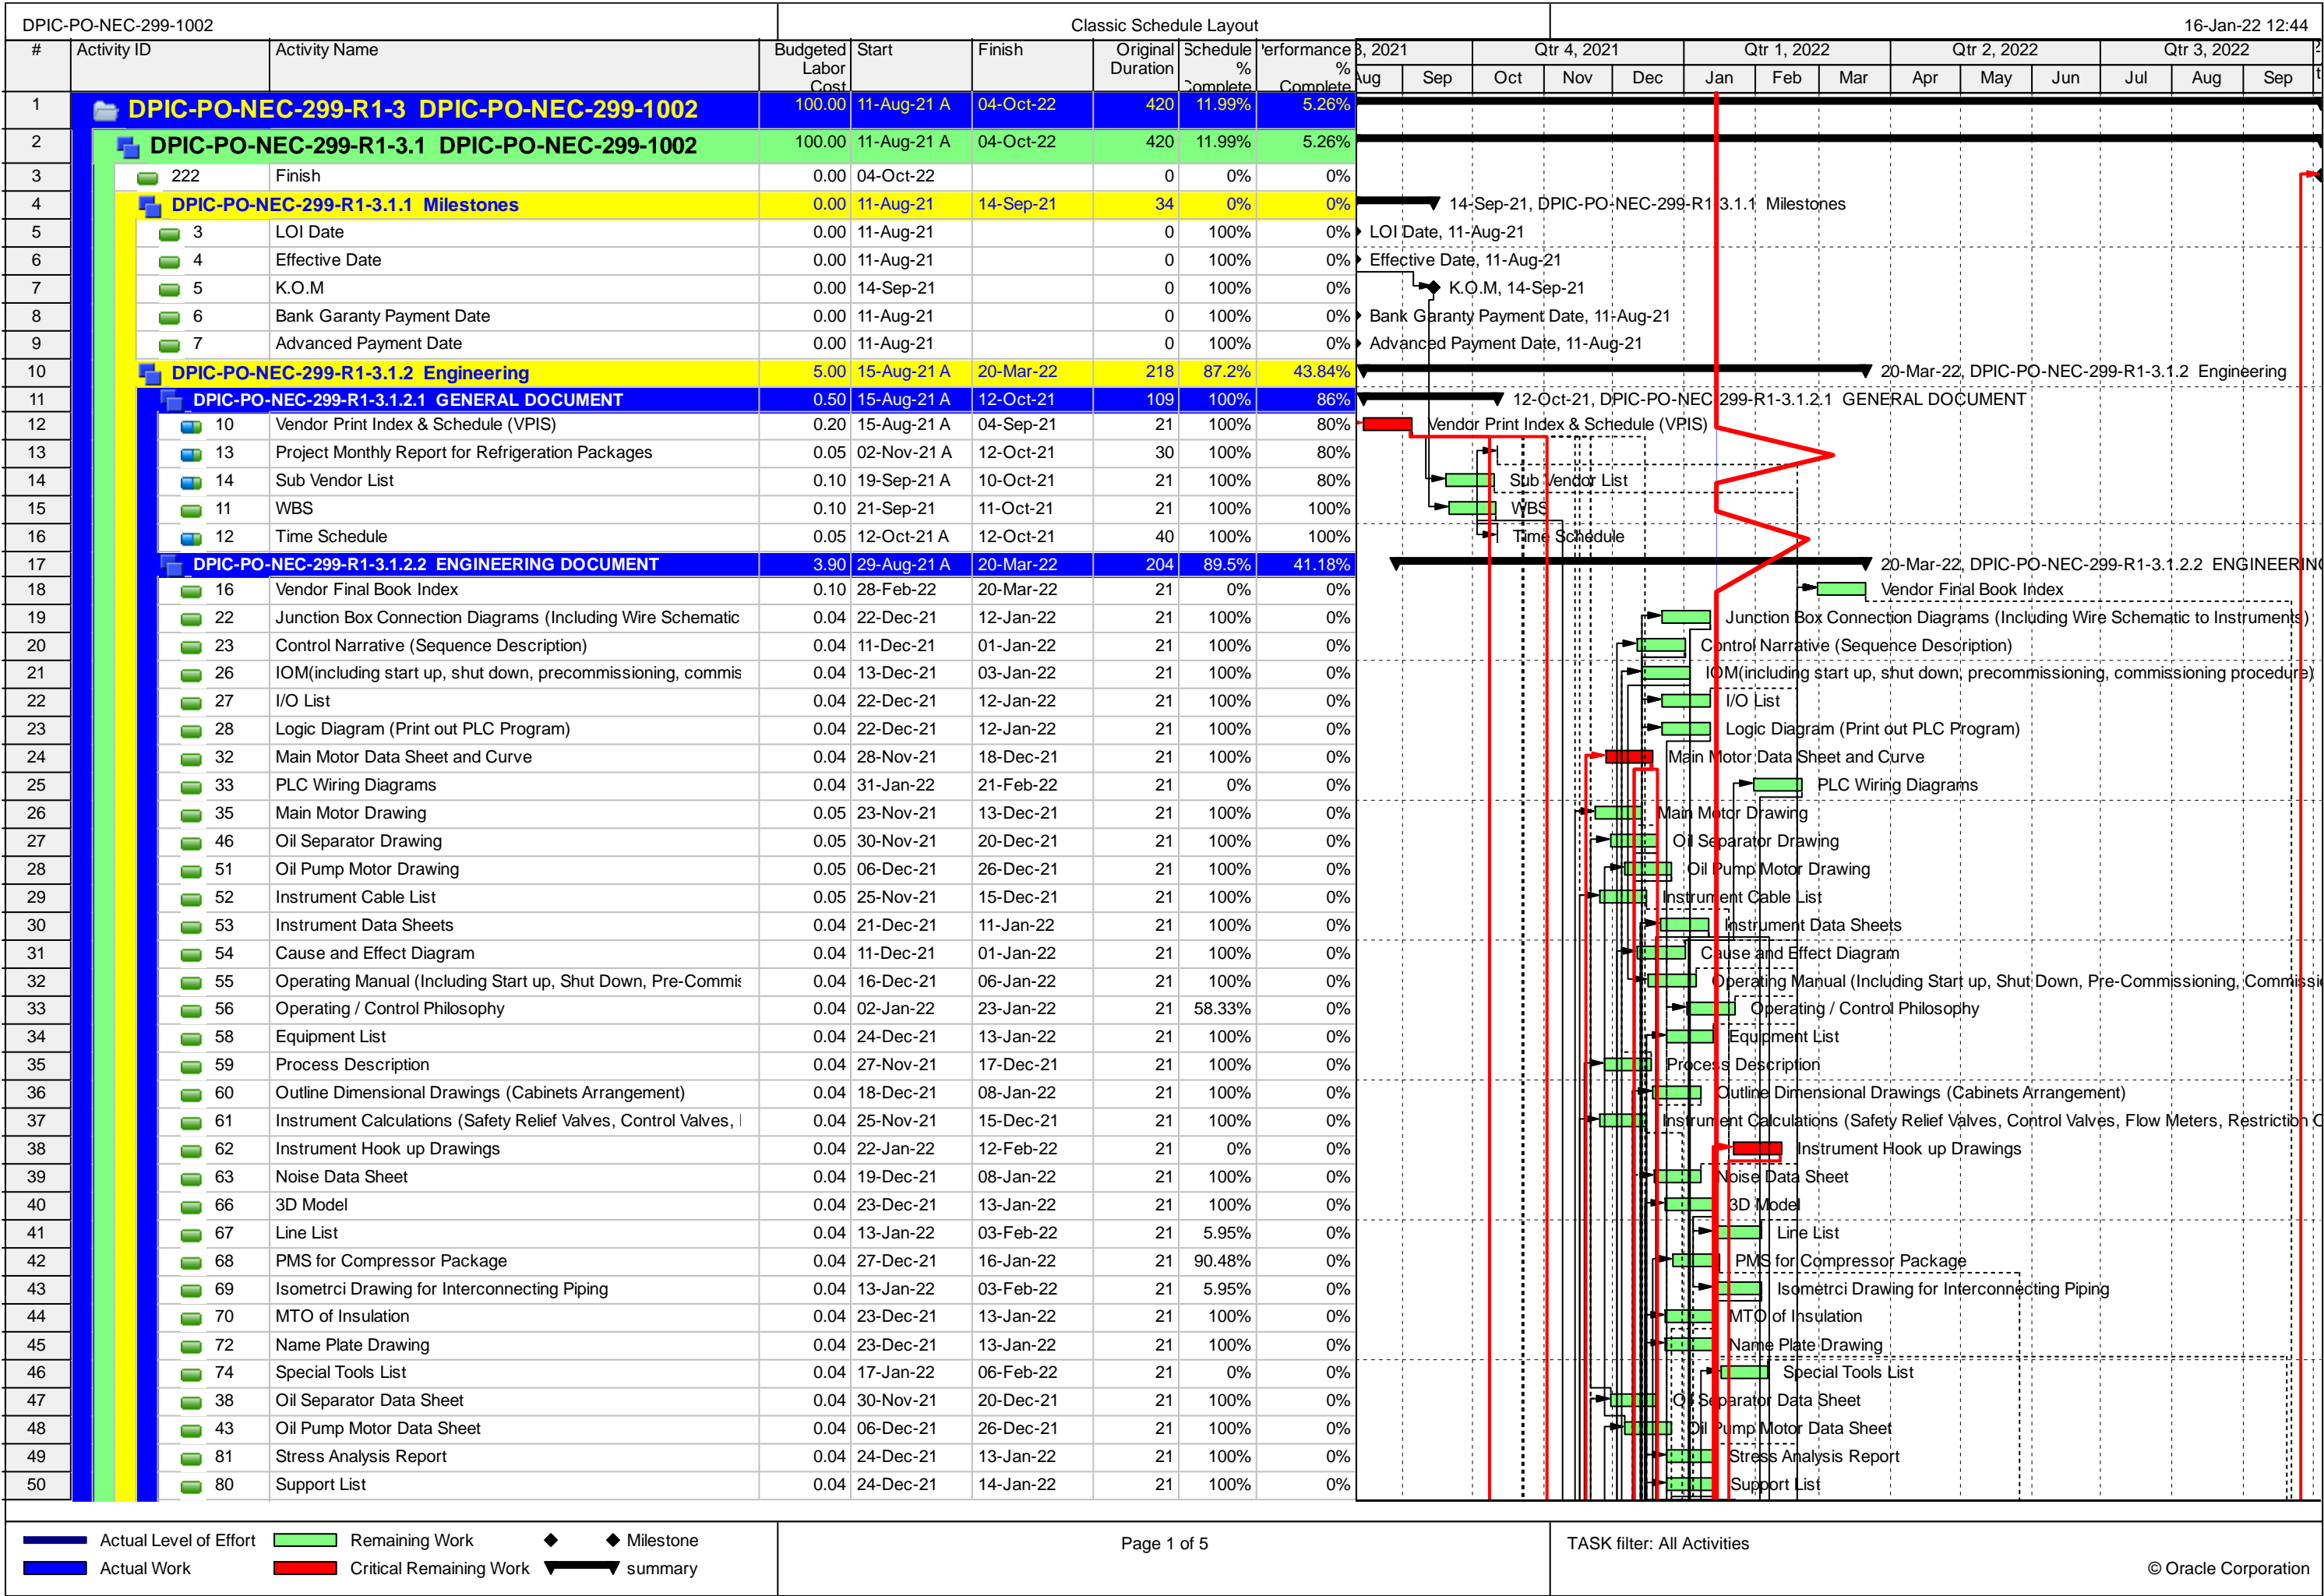 DPIC-PO-NEC-299-1002 Classic Schedule Layout 16-Jan-22 12:44
# Activity ID Activity Name Budgeted Labor Cost Start Finish Original Duration Schedule % Complete Performance % Complete 3, 2021 Qtr 4, 2021 Qtr 1, 2022 Qtr 2, 2022 Qtr 3, 2022
Aug Sep Oct Nov Dec Jan Feb Mar Apr May Jun Jul Aug Sep
1 DPIC-PO-NEC-299-R1-3 DPIC-PO-NEC-299-1002 100.00 11-Aug-21 A 04-Oct-22 420 11.99% 5.26%
2 DPIC-PO-NEC-299-R1-3.1 DPIC-PO-NEC-299-1002 100.00 11-Aug-21 A 04-Oct-22 420 11.99% 5.26%
3 222 Finish 0.00 04-Oct-22 0 0% 0%
4 DPIC-PO-NEC-299-R1-3.1.1 Milestones 0.00 11-Aug-21 14-Sep-21 34 0% 0% 14-Sep-21, DPIC-PO-NEC-299-R1-3.1.1 Milestones
5 3 LOI Date 0.00 11-Aug-21 0 100% 0% LOI Date, 11-Aug-21
6 4 Effective Date 0.00 11-Aug-21 0 100% 0% Effective Date, 11-Aug-21
7 5 K.O.M 0.00 14-Sep-21 0 100% 0% K.O.M, 14-Sep-21
8 6 Bank Garanty Payment Date 0.00 11-Aug-21 0 100% 0% Bank Garanty Payment Date, 11-Aug-21
9 7 Advanced Payment Date 0.00 11-Aug-21 0 100% 0% Advanced Payment Date, 11-Aug-21
10 DPIC-PO-NEC-299-R1-3.1.2 Engineering 5.00 15-Aug-21 A 20-Mar-22 218 87.2% 43.84% 20-Mar-22, DPIC-PO-NEC-299-R1-3.1.2 Engineering
11 DPIC-PO-NEC-299-R1-3.1.2.1 GENERAL DOCUMENT 0.50 15-Aug-21 A 12-Oct-21 109 100% 86% 12-Oct-21, DPIC-PO-NEC-299-R1-3.1.2.1 GENERAL DOCUMENT
12 10 Vendor Print Index & Schedule (VPIS) 0.20 15-Aug-21 A 04-Sep-21 21 100% 80% Vendor Print Index & Schedule (VPIS)
13 13 Project Monthly Report for Refrigeration Packages 0.05 02-Nov-21 A 12-Oct-21 30 100% 80%
14 14 Sub Vendor List 0.10 19-Sep-21 A 10-Oct-21 21 100% 80% Sub Vendor List
15 11 WBS 0.10 21-Sep-21 11-Oct-21 21 100% 100% WBS
16 12 Time Schedule 0.05 12-Oct-21 A 12-Oct-21 40 100% 100% Time Schedule
17 DPIC-PO-NEC-299-R1-3.1.2.2 ENGINEERING DOCUMENT 3.90 29-Aug-21 A 20-Mar-22 204 89.5% 41.18% 20-Mar-22, DPIC-PO-NEC-299-R1-3.1.2.2 ENGINEERING
18 16 Vendor Final Book Index 0.10 28-Feb-22 20-Mar-22 21 0% 0% Vendor Final Book Index
19 22 Junction Box Connection Diagrams (Including Wire Schematic 0.04 22-Dec-21 12-Jan-22 21 100% 0% Junction Box Connection Diagrams (Including Wire Schematic to Instruments)
20 23 Control Narrative (Sequence Description) 0.04 11-Dec-21 01-Jan-22 21 100% 0% Control Narrative (Sequence Description)
21 26 IOM(including start up, shut down, precommissioning, commis 0.04 13-Dec-21 03-Jan-22 21 100% 0% IOM(including start up, shut down, precommissioning, commissioning procedure)
22 27 I/O List 0.04 22-Dec-21 12-Jan-22 21 100% 0% I/O List
23 28 Logic Diagram (Print out PLC Program) 0.04 22-Dec-21 12-Jan-22 21 100% 0% Logic Diagram (Print out PLC Program)
24 32 Main Motor Data Sheet and Curve 0.04 28-Nov-21 18-Dec-21 21 100% 0% Main Motor Data Sheet and Curve
25 33 PLC Wiring Diagrams 0.04 31-Jan-22 21-Feb-22 21 0% 0% PLC Wiring Diagrams
26 35 Main Motor Drawing 0.05 23-Nov-21 13-Dec-21 21 100% 0% Main Motor Drawing
27 46 Oil Separator Drawing 0.05 30-Nov-21 20-Dec-21 21 100% 0% Oil Separator Drawing
28 51 Oil Pump Motor Drawing 0.05 06-Dec-21 26-Dec-21 21 100% 0% Oil Pump Motor Drawing
29 52 Instrument Cable List 0.05 25-Nov-21 15-Dec-21 21 100% 0% Instrument Cable List
30 53 Instrument Data Sheets 0.04 21-Dec-21 11-Jan-22 21 100% 0% Instrument Data Sheets
31 54 Cause and Effect Diagram 0.04 11-Dec-21 01-Jan-22 21 100% 0% Cause and Effect Diagram
32 55 Operating Manual (Including Start up, Shut Down, Pre-Commis 0.04 16-Dec-21 06-Jan-22 21 100% 0% Operating Manual (Including Start up, Shut Down, Pre-Commissioning, Commissi
33 56 Operating / Control Philosophy 0.04 02-Jan-22 23-Jan-22 21 58.33% 0% Operating / Control Philosophy
34 58 Equipment List 0.04 24-Dec-21 13-Jan-22 21 100% 0% Equipment List
35 59 Process Description 0.04 27-Nov-21 17-Dec-21 21 100% 0% Process Description
36 60 Outline Dimensional Drawings (Cabinets Arrangement) 0.04 18-Dec-21 08-Jan-22 21 100% 0% Outline Dimensional Drawings (Cabinets Arrangement)
37 61 Instrument Calculations (Safety Relief Valves, Control Valves, 0.04 25-Nov-21 15-Dec-21 21 100% 0% Instrument Calculations (Safety Relief Valves, Control Valves, Flow Meters, Restriction
38 62 Instrument Hook up Drawings 0.04 22-Jan-22 12-Feb-22 21 0% 0% Instrument Hook up Drawings
39 63 Noise Data Sheet 0.04 19-Dec-21 08-Jan-22 21 100% 0% Noise Data Sheet
40 66 3D Model 0.04 23-Dec-21 13-Jan-22 21 100% 0% 3D Model
41 67 Line List 0.04 13-Jan-22 03-Feb-22 21 5.95% 0% Line List
42 68 PMS for Compressor Package 0.04 27-Dec-21 16-Jan-22 21 90.48% 0% PMS for Compressor Package
43 69 Isometrci Drawing for Interconnecting Piping 0.04 13-Jan-22 03-Feb-22 21 5.95% 0% Isometrci Drawing for Interconnecting Piping
44 70 MTO of Insulation 0.04 23-Dec-21 13-Jan-22 21 100% 0% MTO of Insulation
45 72 Name Plate Drawing 0.04 23-Dec-21 13-Jan-22 21 100% 0% Name Plate Drawing
46 74 Special Tools List 0.04 17-Jan-22 06-Feb-22 21 0% 0% Special Tools List
47 38 Oil Separator Data Sheet 0.04 30-Nov-21 20-Dec-21 21 100% 0% Oil Separator Data Sheet
48 43 Oil Pump Motor Data Sheet 0.04 06-Dec-21 26-Dec-21 21 100% 0% Oil Pump Motor Data Sheet
49 81 Stress Analysis Report 0.04 24-Dec-21 13-Jan-22 21 100% 0% Stress Analysis Report
50 80 Support List 0.04 24-Dec-21 14-Jan-22 21 100% 0% Support List
Actual Level of Effort Remaining Work Milestone Page 1 of 5 TASK filter: All Activities
Actual Work Critical Remaining Work summary © Oracle Corporation